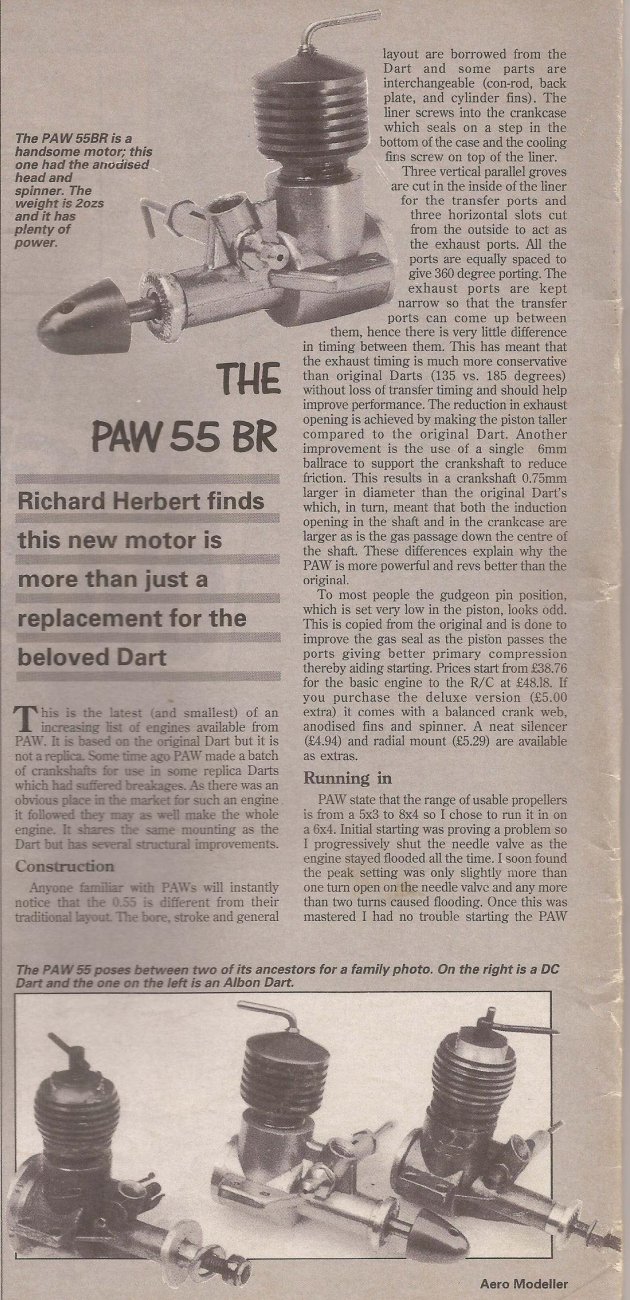 The PAW 55BR is a
handsome motor; this
one had the anodised
head and
spinner. The
weight is 2ozs
and it has
plenty of
power.
THE
PAW 55 BR
Richard Herbert finds
this new motor is
more than just a
replacement for the
beloved Dart
This is the latest (and smallest) of an
increasing list of engines available from
PAW. It is based on the original Dart but it is
not a replica. Some time ago PAW made a batch
of crankshafts for use in some replica Darts
which had suffered breakages. As there was an
obvious place in the market for such an engine
it followed they may as well make the whole
engine. It shares the same mounting as the
Dart but has several structural improvements.
Construction
Anyone familiar with PAWs will instantly
notice that the 0.55 is different from their
traditional layout. The bore, stroke and general
layout are borrowed from the
Dart and some parts are
interchangeable (con-rod, back
plate, and cylinder fins). The
liner screws into the crankcase
which seals on a step in the
bottom of the case and the cooling
fins screw on top of the liner.
Three vertical parallel groves
are cut in the inside of the liner
for the transfer ports and
three horizontal slots cut
from the outside to act as
the exhaust ports. All the
ports are equally spaced to
give 360 degree porting. The
exhaust ports are kept
narrow so that the transfer
ports can come up between
them, hence there is very little difference
in timing between them. This has meant that
the exhaust timing is much more conservative
than original Darts (135 vs. 185 degrees)
without loss of transfer timing and should help
improve performance. The reduction in exhaust
opening is achieved by making the piston taller
compared to the original Dart. Another
improvement is the use of a single 6mm
ballrace to support the crankshaft to reduce
friction. This results in a crankshaft 0.75mm
larger in diameter than the original Dart's
which, in turn, meant that both the induction
opening in the shaft and in the crankcase are
larger as is the gas passage down the centre of
the shaft. These differences explain why the
PAW is more powerful and revs better than the
original.
To most people the gudgeon pin position,
which is set very low in the piston, looks odd.
This is copied from the original and is done to
improve the gas seal as the piston passes the
ports giving better primary compression
thereby aiding starting. Prices start from £38.76
for the basic engine to the R/C at £48.18. If
you purchase the deluxe version (£5.00
extra) it comes with a balanced crank web,
anodised fins and spinner. A neat silencer
(£4.94) and radial mount (£5.29) are available
as extras.
Running in
PAW state that the range of usable propellers
is from a 5x3 to 8x4 so I chose to run it in on
a 6x4. Initial starting was proving a problem so
I progressively shut the needle valve as the
engine stayed flooded all the time. I soon found
the peak setting was only slightly more than
one turn open on the needle valve and any more
than two turns caused flooding. Once this was
mastered I had no trouble starting the PAW
The PAW 55 poses between two of its ancestors for a family photo. On the right is a DC
Dart and the one on the left is an Albon Dart.
Aero Modeller